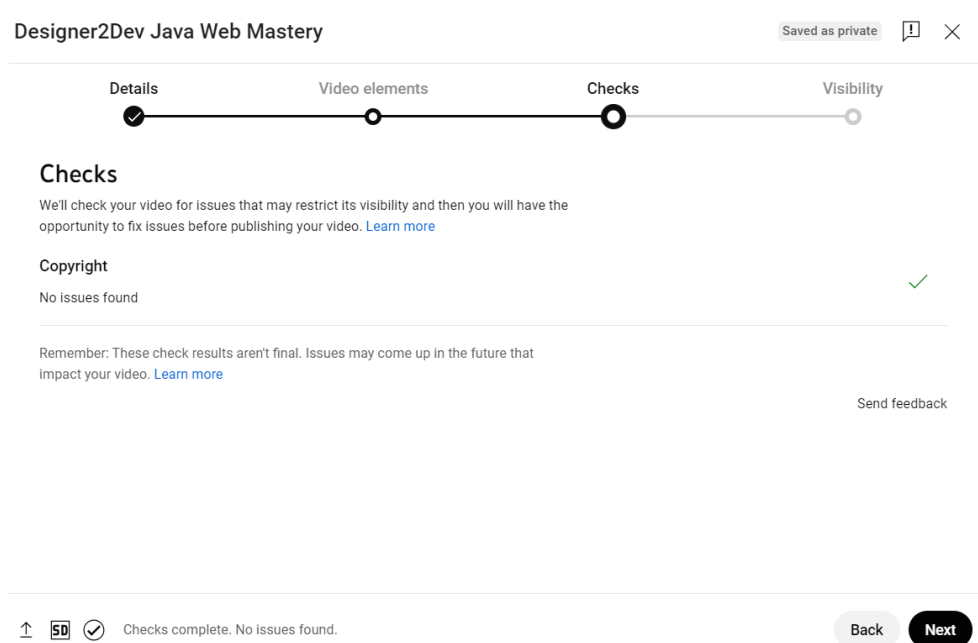 Designer2Dev Java Web Mastery
Saved as private
Details
Video elements
Checks
Visibility
Checks
We'll check your video for issues that may restrict its visibility and then you will have the
opportunity to fix issues before publishing your video. Learn more
Copyright
No issues found
Remember: These check results aren't final. Issues may come up in the future that
impact your video. Learn more
Send feedback
SD
Checks complete. No issues found.
Back
Next